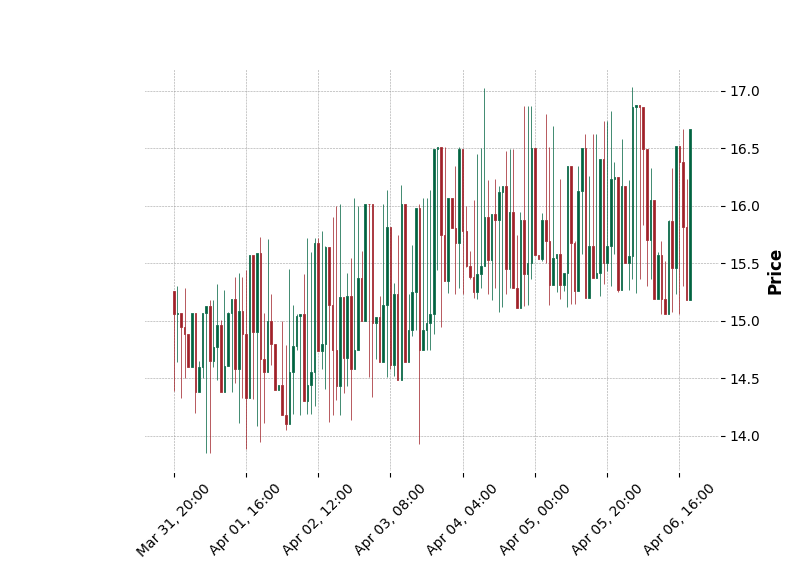 17.0
16.5
16.0
15.5
15.0
14.5
14.0
Price
Mar 31, 20:00
Apr 01, 16:00
Apr 02, 12:00
Apr 03, 08:00
Apr 04, 04:00
Apr 05, 00:00
Apr 05, 20:00
Apr 06, 16:00